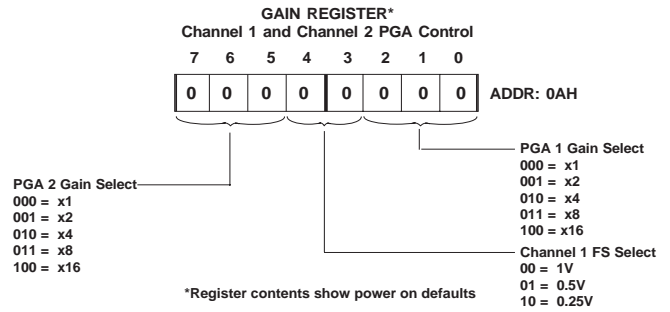 GAIN REGISTER*
Channel 1 and Channel 2 PGA Control
7 6 5 4 3 2 1 0
0 0 0 0 0 0 0 0 ADDR: 0AH
PGA 2 Gain Select
000 = x1
001 = x2
010 = x4
011 = x8
100 = x16
PGA 1 Gain Select
000 = x1
001 = x2
010 = x4
011 = x8
100 = x16
Channel 1 FS Select
00 = 1V
01 = 0.5V
10 = 0.25V
*Register contents show power on defaults